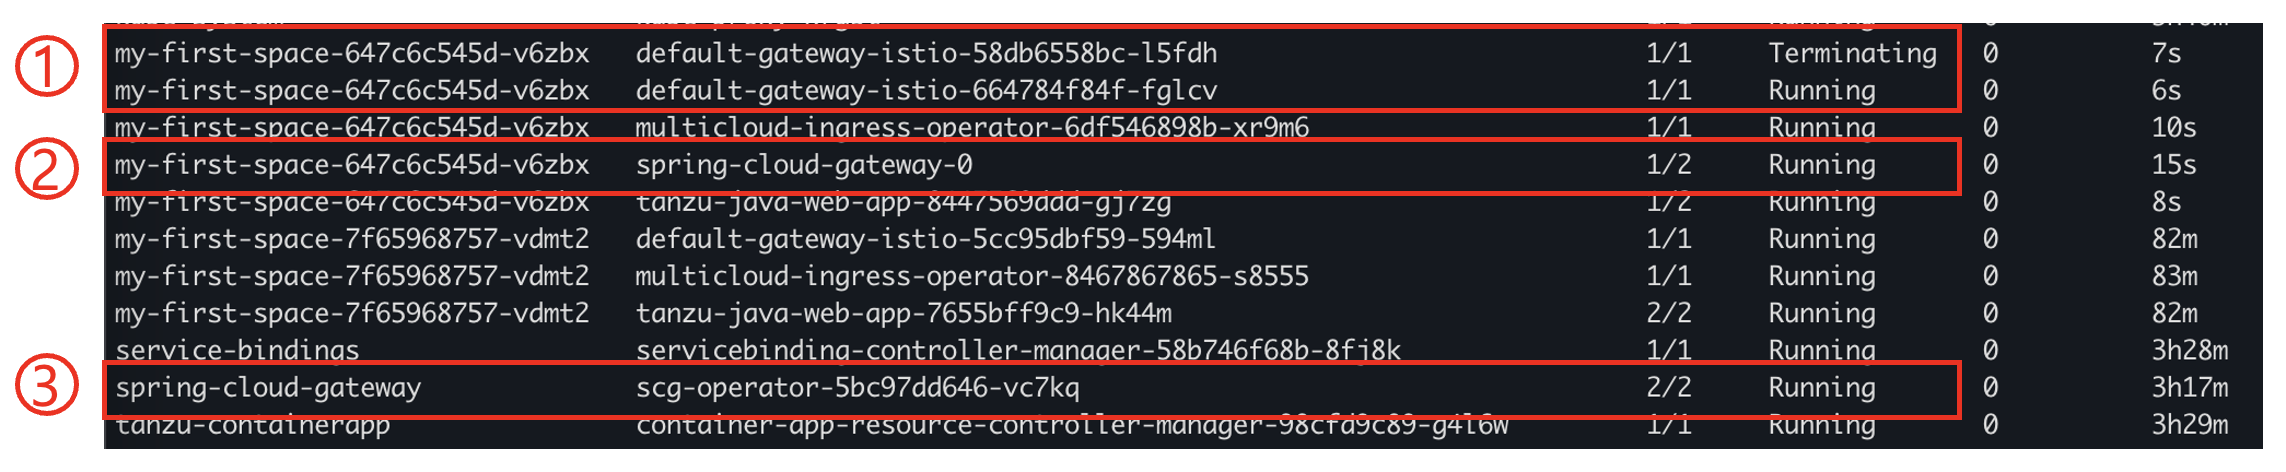 ① my-first-space-647c6c545d-v6zbx default-gateway-istio-58db6558bc-l5fdh 1/1 Terminating 0 7s
my-first-space-647c6c545d-v6zbx default-gateway-istio-664784f84f-fglcv 1/1 Running 0 6s
my-first-space-647c6c545d-v6zbx multicloud-ingress-operator-6df546898b-xr9m6 1/1 Running 0 10s
② my-first-space-647c6c545d-v6zbx spring-cloud-gateway-0 1/2 Running 0 15s
my-first-space-647c6c545d-v6zbx tanzu-java-web-app-8447569ddd-gj7zg 1/2 Running 0 8s
my-first-space-7f65968757-vdmt2 default-gateway-istio-5cc95dbf59-594ml 1/1 Running 0 82m
my-first-space-7f65968757-vdmt2 multicloud-ingress-operator-8467867865-s8555 1/1 Running 0 83m
my-first-space-7f65968757-vdmt2 tanzu-java-web-app-7655bff9c9-hk44m 2/2 Running 0 82m
service-bindings servicebinding-controller-manager-58b746f68b-8fj8k 1/1 Running 0 3h28m
③ spring-cloud-gateway scg-operator-5bc97dd646-vc7kq 2/2 Running 0 3h17m
tanzu-containerapp container-app-resource-controller-manager-98cfd9c89-g4l6w 1/1 Running 0 3h29m